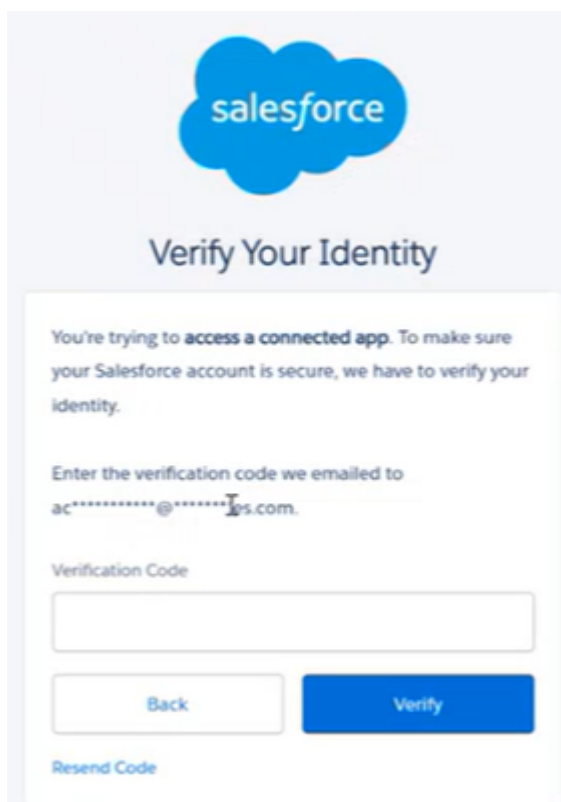 salesforce
Verify Your Identity
You're trying to access a connected app. To make sure
your Salesforce account is secure, we have to verify your
identity.
Enter the verification code we emailed to
ac***********@*******es.com.
Verification Code
Back
Verify
Resend Code